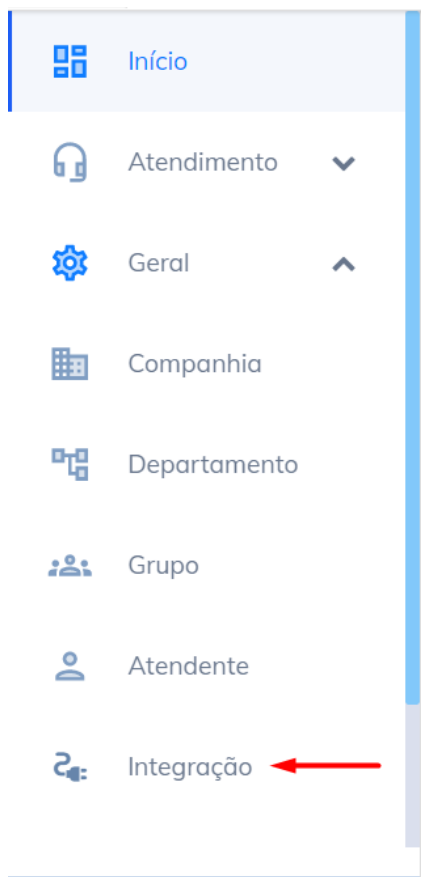 Início
Atendimento
Geral
Companhia
Departamento
Grupo
Atendente
Integração